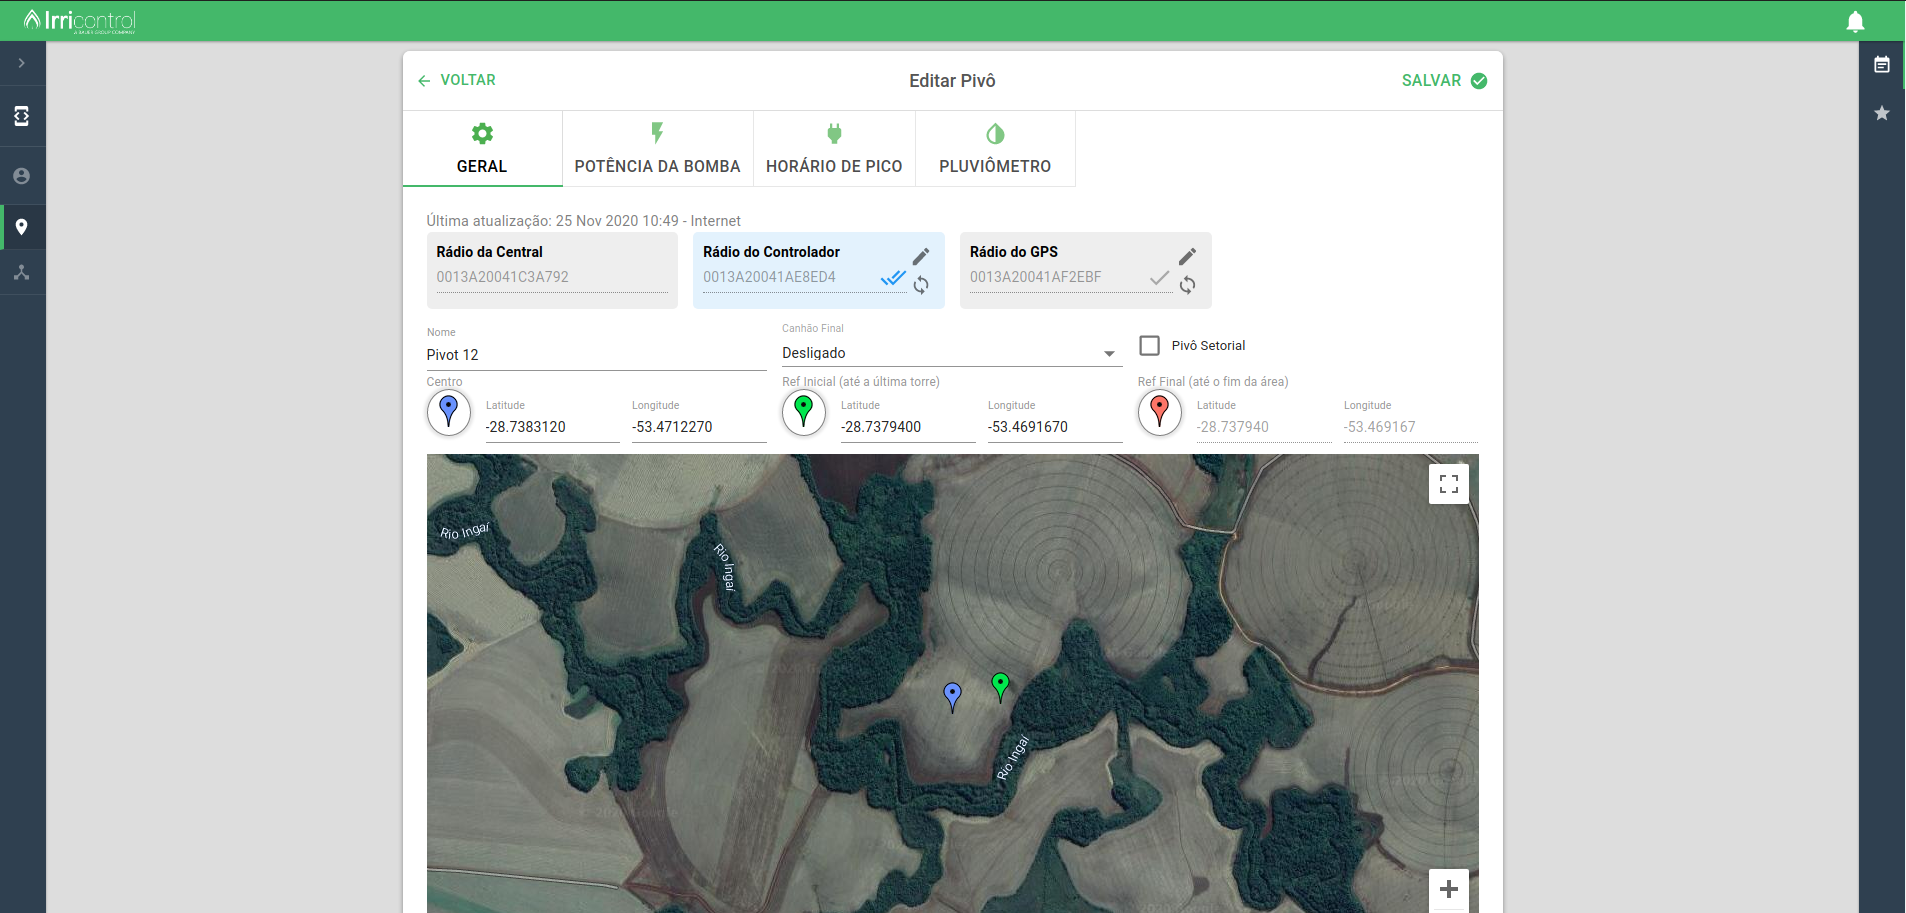 Irricontrol
A BAUER GROUP COMPANY
VOLTAR
Editar Pivô
SALVAR
GERAL
POTÊNCIA DA BOMBA
HORÁRIO DE PICO
PLUVIÔMETRO
Última atualização: 25 Nov 2020 10:49 - Internet
Rádio da Central
0013A20041C3A792
Rádio do Controlador
0013A20041AE8ED4
Rádio do GPS
0013A20041AF2EBF
Nome
Pivot 12
Canhão Final
Desligado
Pivô Setorial
Centro
Latitude
-28.7383120
Longitude
-53.4712270
Ref Inicial (até a última torre)
Latitude
-28.7379400
Longitude
-53.4691670
Ref Final (até o fim da área)
Latitude
-28.737940
Longitude
-53.469167
Rio Ingaí
Rio Ingaí
Rio Ingaí